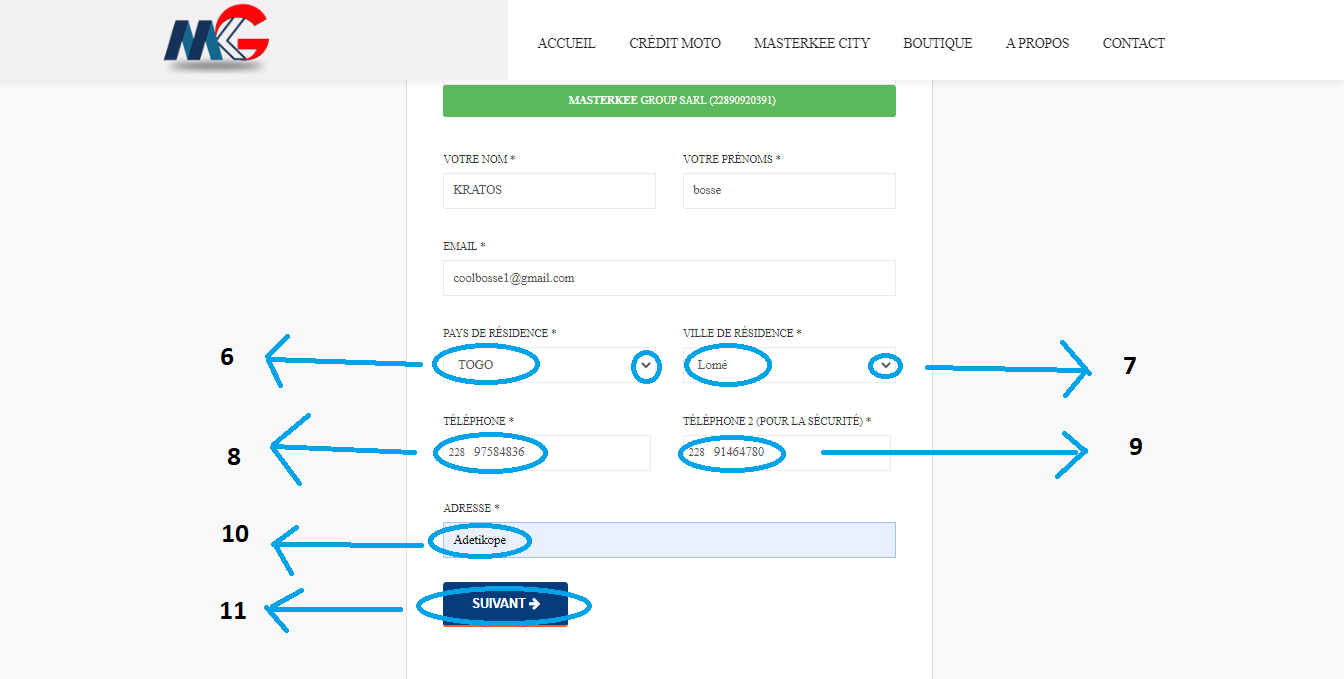 MKG
ACCUEIL CRÉDIT MOTO MASTERKEE CITY BOUTIQUE A PROPOS CONTACT
MASTERKEE GROUP SARL (22890920391)
VOTRE NOM * VOTRE PRÉNOMS *
KRATOS bosse
EMAIL *
coolbosse1@gmail.com
PAYS DE RÉSIDENCE * VILLE DE RÉSIDENCE *
6 TOGO Lomé 7
TÉLÉPHONE * TÉLÉPHONE 2 (POUR LA SÉCURITÉ) *
8 228 97584836 228 91464780 9
ADRESSE *
10 Adetikope
11 SUIVANT